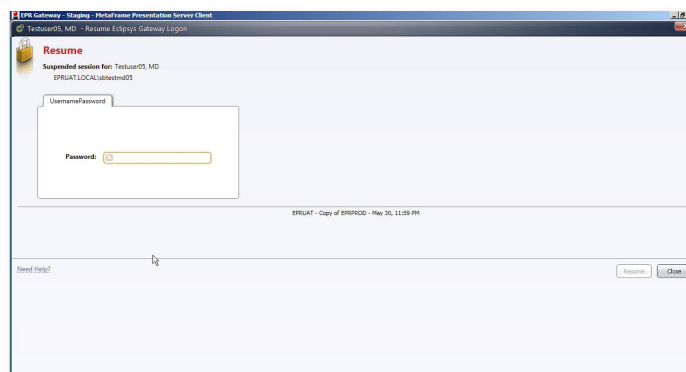 EPR Gateway - Staging - MetaFrame Presentation Server Client
Testuser05, MD - Resume Eclipsys Gateway Logon
Resume
Suspended session for: Testuser05, MD
EPRUAT.LOCAL\sbtestmd05
UsernamePassword
Password:
EPRUAT - Copy of EPRPROD - May 30, 11:59 PM
Need Help?
Resume Close